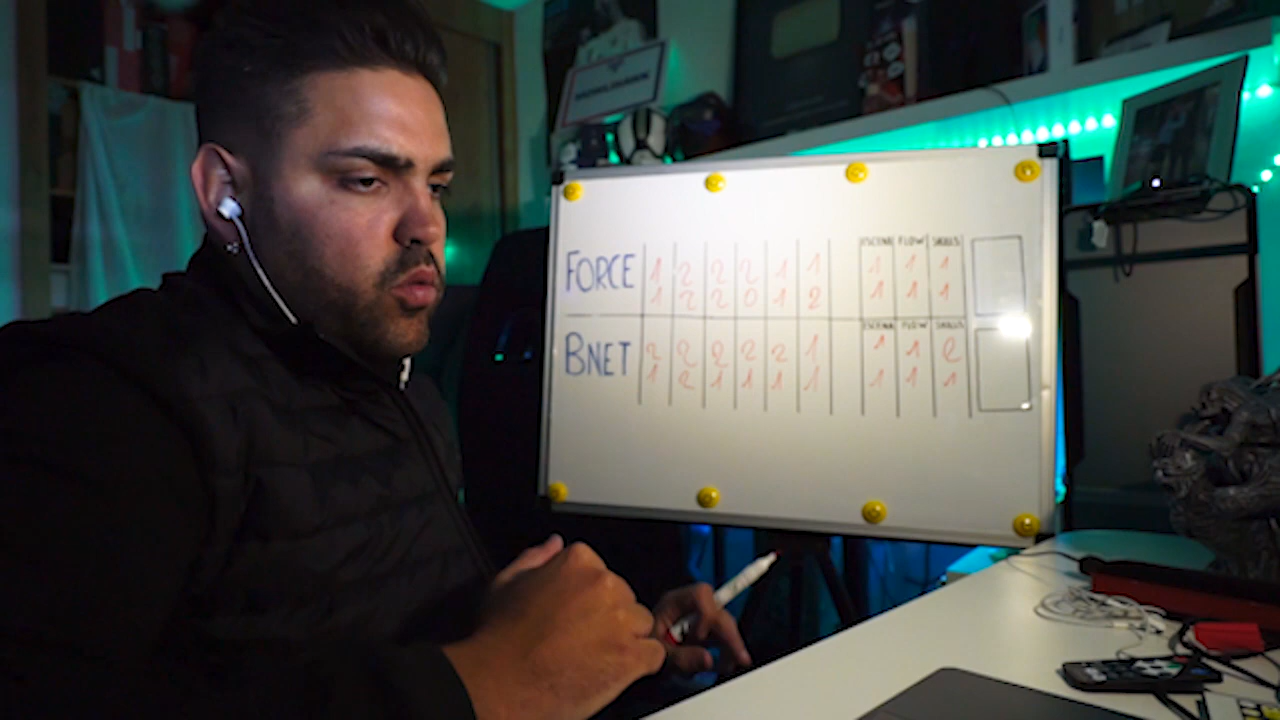 ESCENA FLOW SKILLS
FORCE 1 2 2 2 1 1 1 1 1
1 2 2 0 1 2 1 1 1
ESCENA FLOW SKILLS
BNET 2 2 2 2 2 1 1 1 2
1 2 1 1 1 1 1 1 1